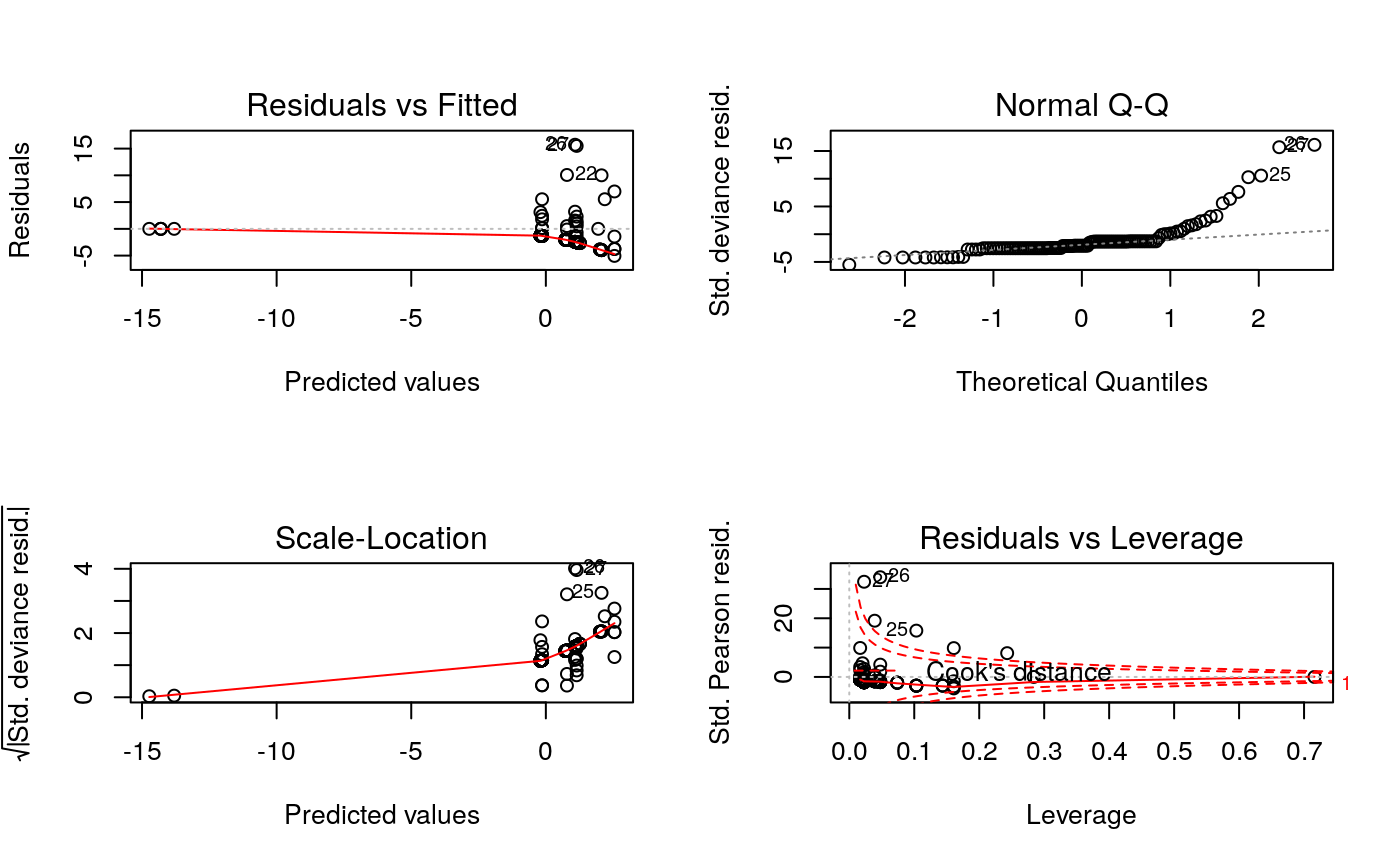 Residuals vs Fitted
Residuals
-5 5 15
26 27
22
-15 -10 -5 0
Predicted values
Normal Q-Q
Std. deviance resid.
-5 5 15
26 27
25
-2 -1 0 1 2
Theoretical Quantiles
Scale-Location
√|Std. deviance resid.|
0 2 4
27
25
-15 -10 -5 0
Predicted values
Residuals vs Leverage
Std. Pearson resid.
0 20
26
27
25
Cook's distance
1
0.0 0.1 0.2 0.3 0.4 0.5 0.6 0.7
Leverage